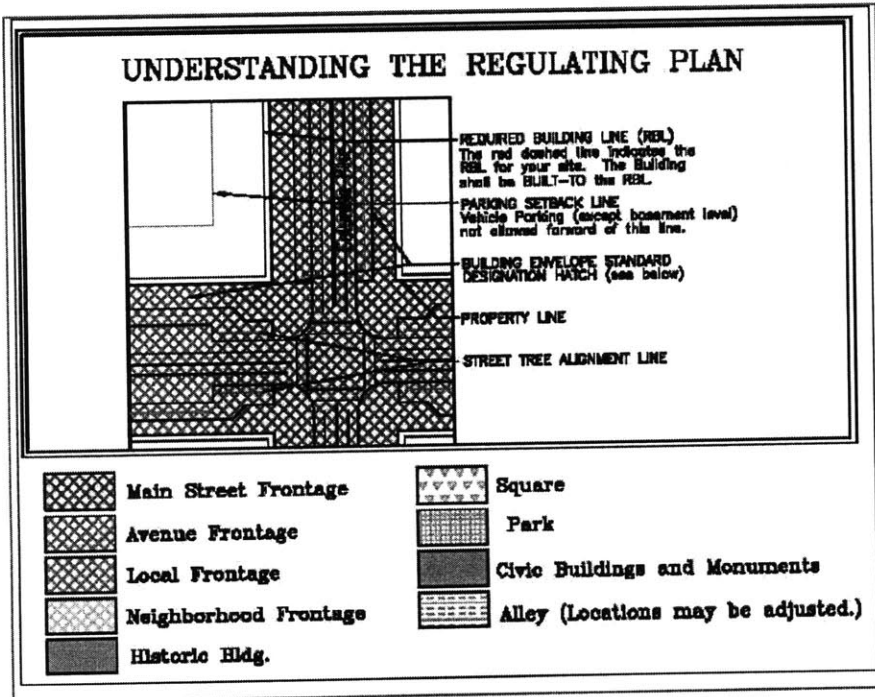 UNDERSTANDING THE REGULATING PLAN
REQUIRED BUILDING LINE (RBL)
The red dashed line indicates the
RBL for your site. The Building
shall be BUILT-TO the RBL.
PARKING SETBACK LINE
Vehicle Parking (except basement level)
not allowed forward of this line.
BUILDING ENVELOPE STANDARD
DESIGNATION HATCH (see below)
PROPERTY LINE
STREET TREE ALIGNMENT LINE
Main Street Frontage
Avenue Frontage
Local Frontage
Neighborhood Frontage
Historic Bldg.
Square
Park
Civic Buildings and Monuments
Alley (Locations may be adjusted.)